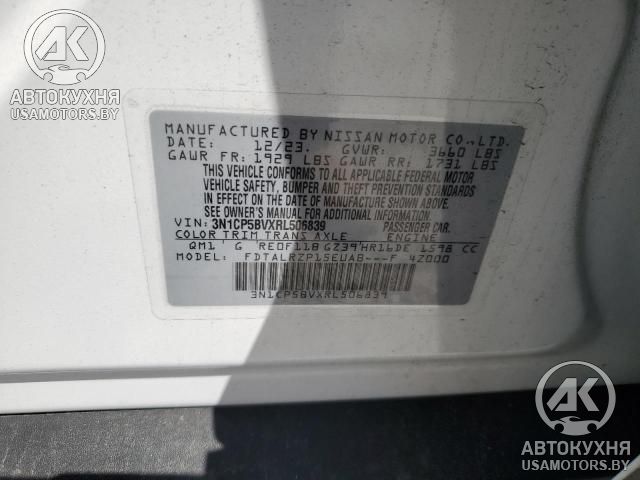 AK
АВТОКУХНЯ
USAMOTORS.BY
MANUFACTURED BY NISSAN MOTOR CO., LTD.
DATE: 12/23. GVWR: 3660 LBS
GAWR FR: 1929 LBS GAWR RR: 1731 LBS
THIS VEHICLE CONFORMS TO ALL APPLICABLE FEDERAL MOTOR
VEHICLE SAFETY, BUMPER AND THEFT PREVENTION STANDARDS
IN EFFECT ON THE DATE OF MANUFACTURE SHOWN ABOVE.
SEE OWNER'S MANUAL FOR ADDITIONAL INFORMATION
VIN: 3N1CP5BVXRL506839 PASSENGER CAR
COLOR TRIM TRANS AXLE ENGINE
QM1 G RE0F11B GZ39 HR16DE 1598 CC
MODEL: FDTALRZP15EUAB---F 4Z000
3N1CP5BVXRL506839
AK
АВТОКУХНЯ
USAMOTORS.BY